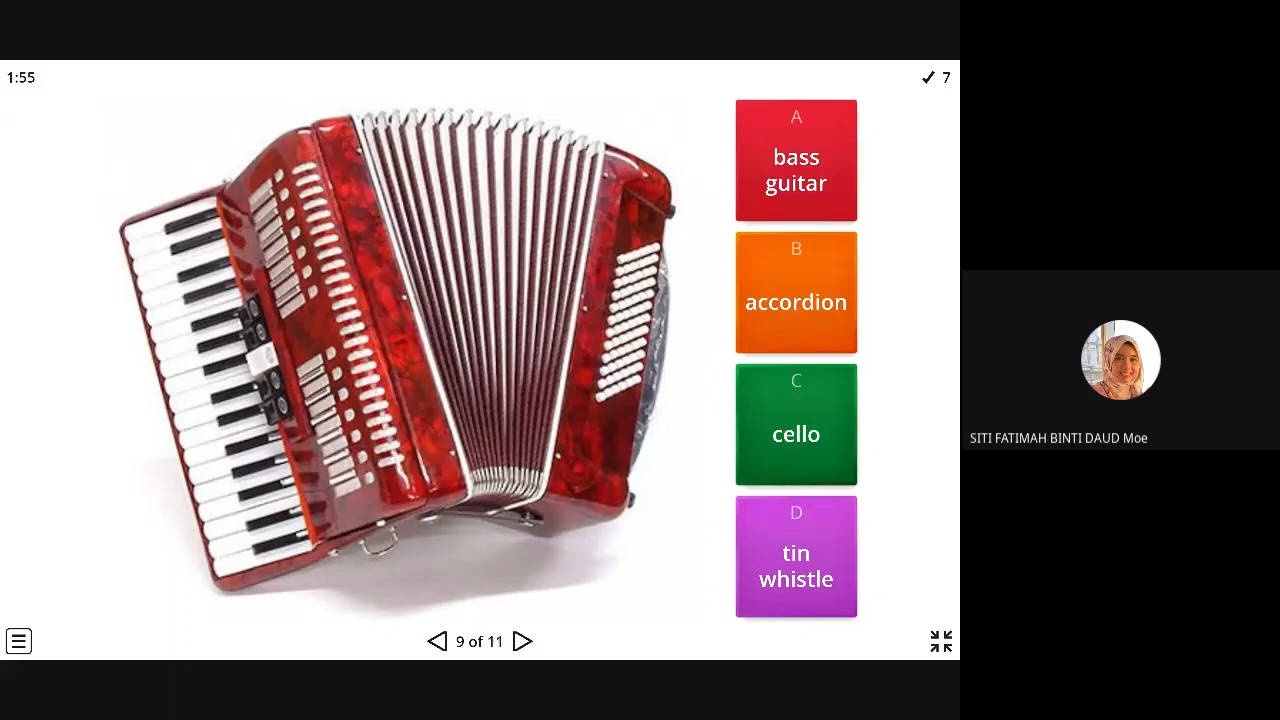 1:55
✓ 7
A
bass
guitar
B
accordion
C
cello
D
tin
whistle
9 of 11
SITI FATIMAH BINTI DAUD Moe